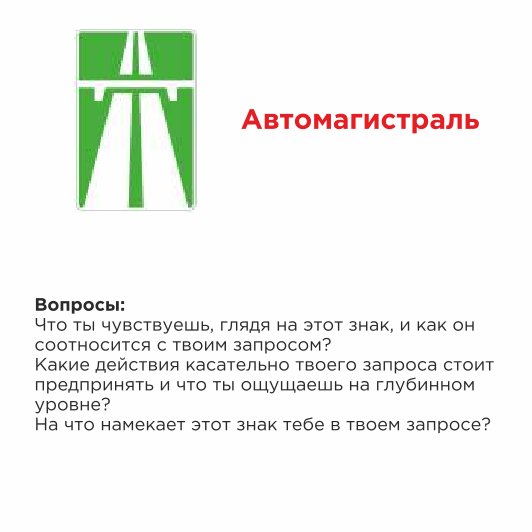 Автомагистраль
Вопросы:
Что ты чувствуешь, глядя на этот знак, и как он
соотносится с твоим запросом?
Какие действия касательно твоего запроса стоит
предпринять и что ты ощущаешь на глубинном
уровне?
На что намекает этот знак тебе в твоем запросе?